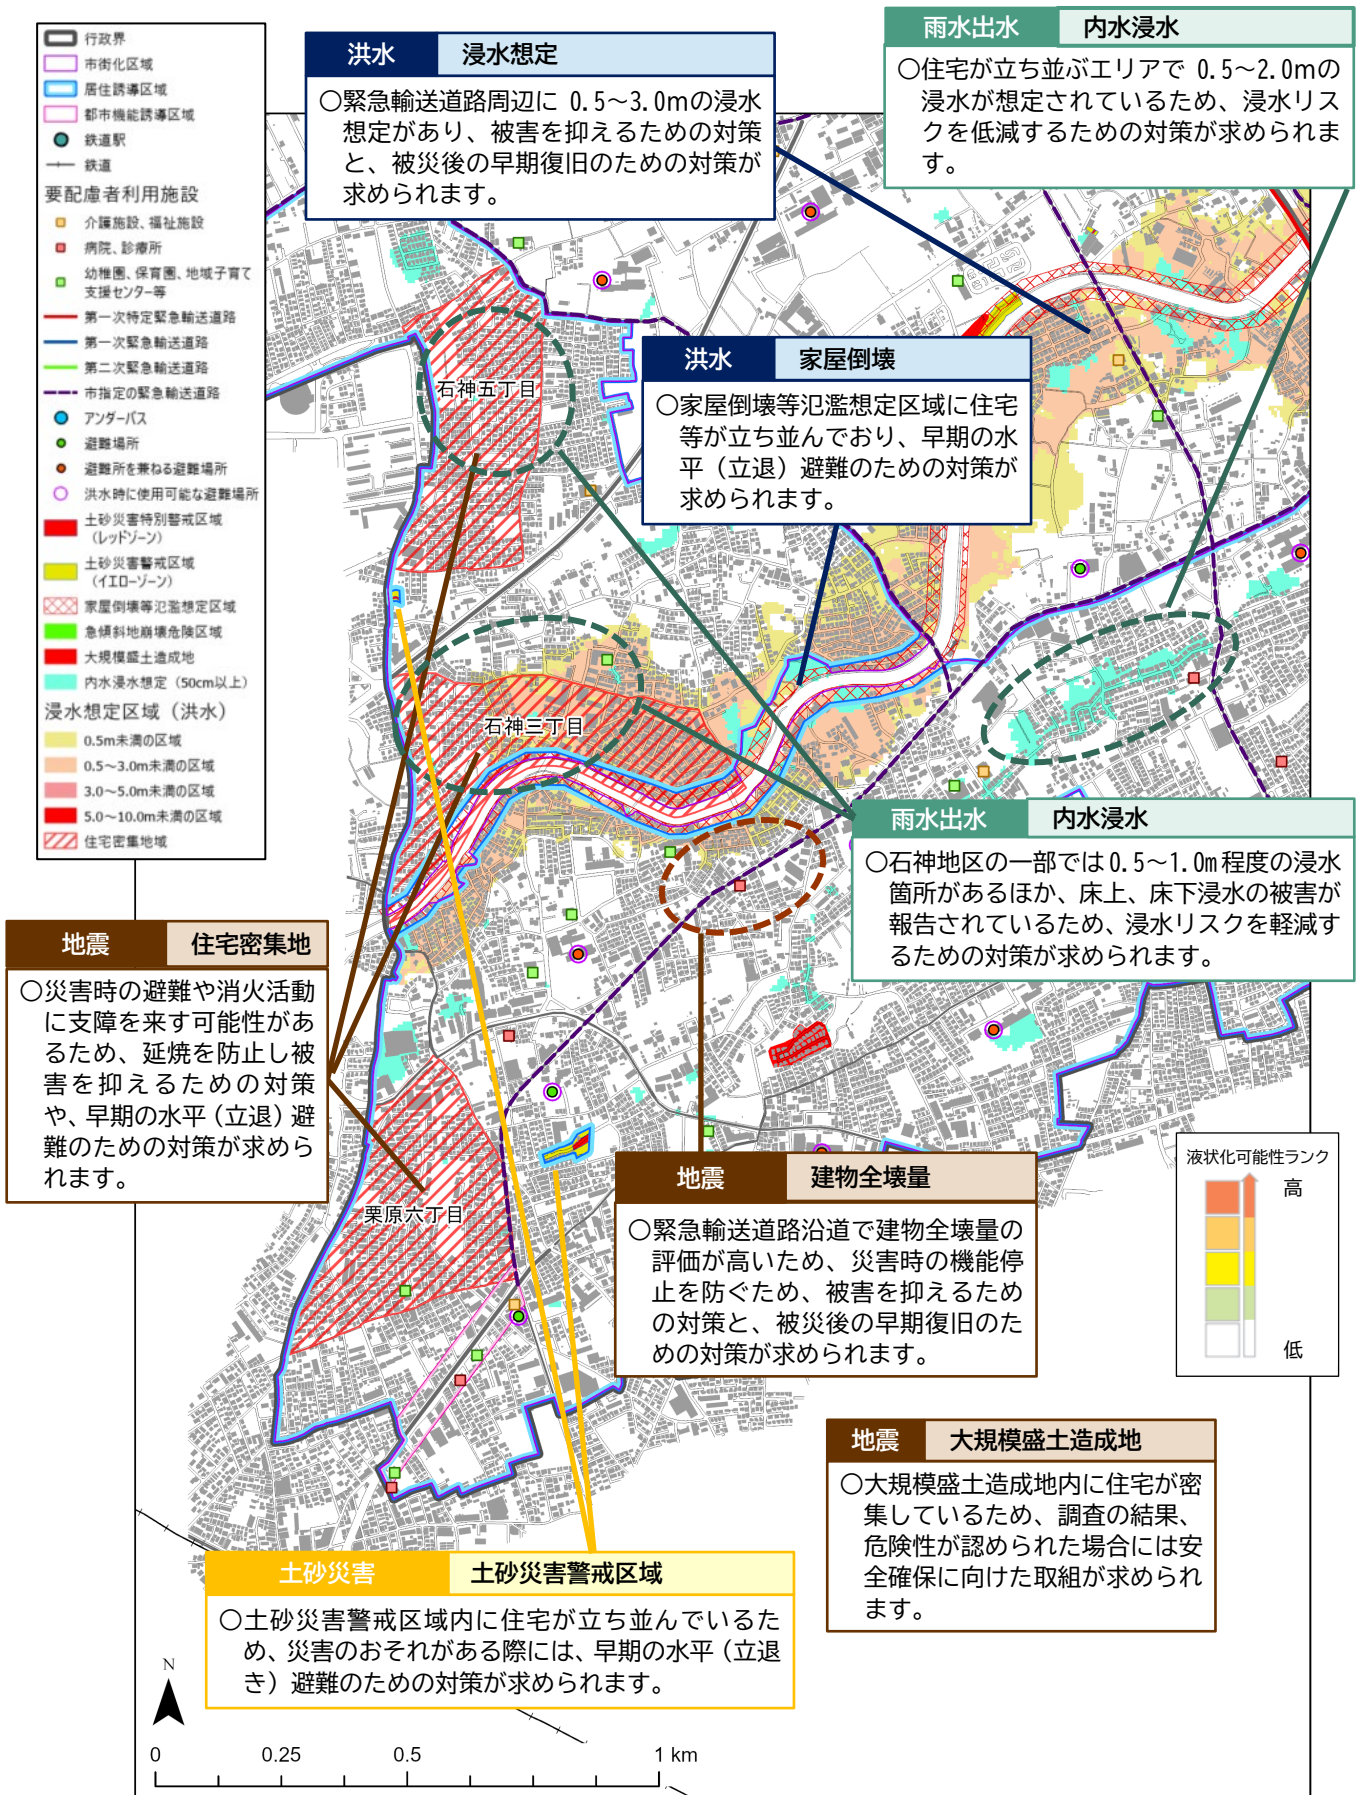 行政界
市街化区域
居住誘導区域
都市機能誘導区域
鉄道駅
鉄道
要配慮者利用施設
介護施設、福祉施設
病院、診療所
幼稚園、保育園、地域子育て
支援センター等
第一次特定緊急輸送道路
第一次緊急輸送道路
第二次緊急輸送道路
市指定の緊急輸送道路
アンダーパス
避難場所
避難所を兼ねる避難場所
洪水時に使用可能な避難場所
土砂災害特別警戒区域
(レッドゾーン)
土砂災害警戒区域
(イエローゾーン)
家屋倒壊等氾濫想定区域
急傾斜地崩壊危険区域
大規模盛土造成地
内水浸水想定（50cm以上）
浸水想定区域（洪水）
0.5m未満の区域
0.5～3.0m未満の区域
3.0～5.0m未満の区域
5.0～10.0m未満の区域
住宅密集地域
洪水 浸水想定
○緊急輸送道路周辺に 0.5～3.0mの浸水
想定があり、被害を抑えるための対策
と、被災後の早期復旧のための対策が
求められます。
雨水出水 内水浸水
○住宅が立ち並ぶエリアで 0.5～2.0mの
浸水が想定されているため、浸水リス
クを低減するための対策が求められま
す。
洪水 家屋倒壊
○家屋倒壊等氾濫想定区域に住宅
等が立ち並んでおり、早期の水
平（立退）避難のための対策が
求められます。
石神五丁目
石神三丁目
雨水出水 内水浸水
○石神地区の一部では0.5～1.0m程度の浸水
箇所があるほか、床上、床下浸水の被害が
報告されているため、浸水リスクを軽減す
るための対策が求められます。
地震 住宅密集地
○災害時の避難や消火活動
に支障を来す可能性があ
るため、延焼を防止し被
害を抑えるための対策
や、早期の水平（立退）避
難のための対策が求めら
れます。
栗原六丁目
地震 建物全壊量
○緊急輸送道路沿道で建物全壊量の
評価が高いため、災害時の機能停
止を防ぐため、被害を抑えるため
の対策と、被災後の早期復旧のた
めの対策が求められます。
液状化可能性ランク
高
低
地震 大規模盛土造成地
○大規模盛土造成地内に住宅が密
集しているため、調査の結果、
危険性が認められた場合には安
全確保に向けた取組が求められ
ます。
土砂災害 土砂災害警戒区域
○土砂災害警戒区域内に住宅が立ち並んでいるた
め、災害のおそれがある際には、早期の水平（立退
き）避難のための対策が求められます。
N
0 0.25 0.5 1 km